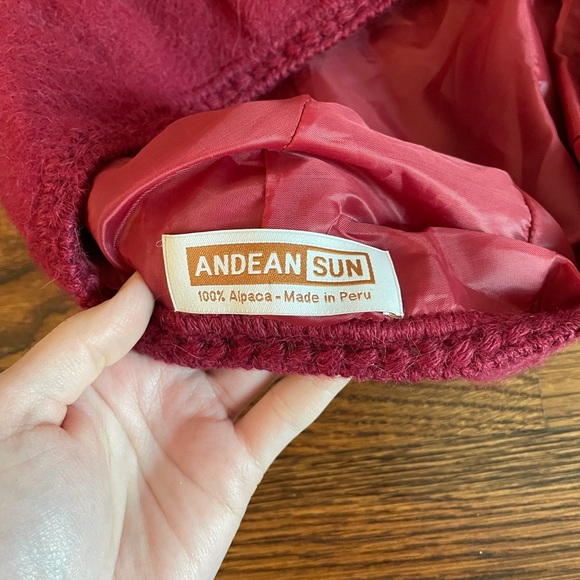 ANDEAN SUN
100% Alpaca - Made in Peru